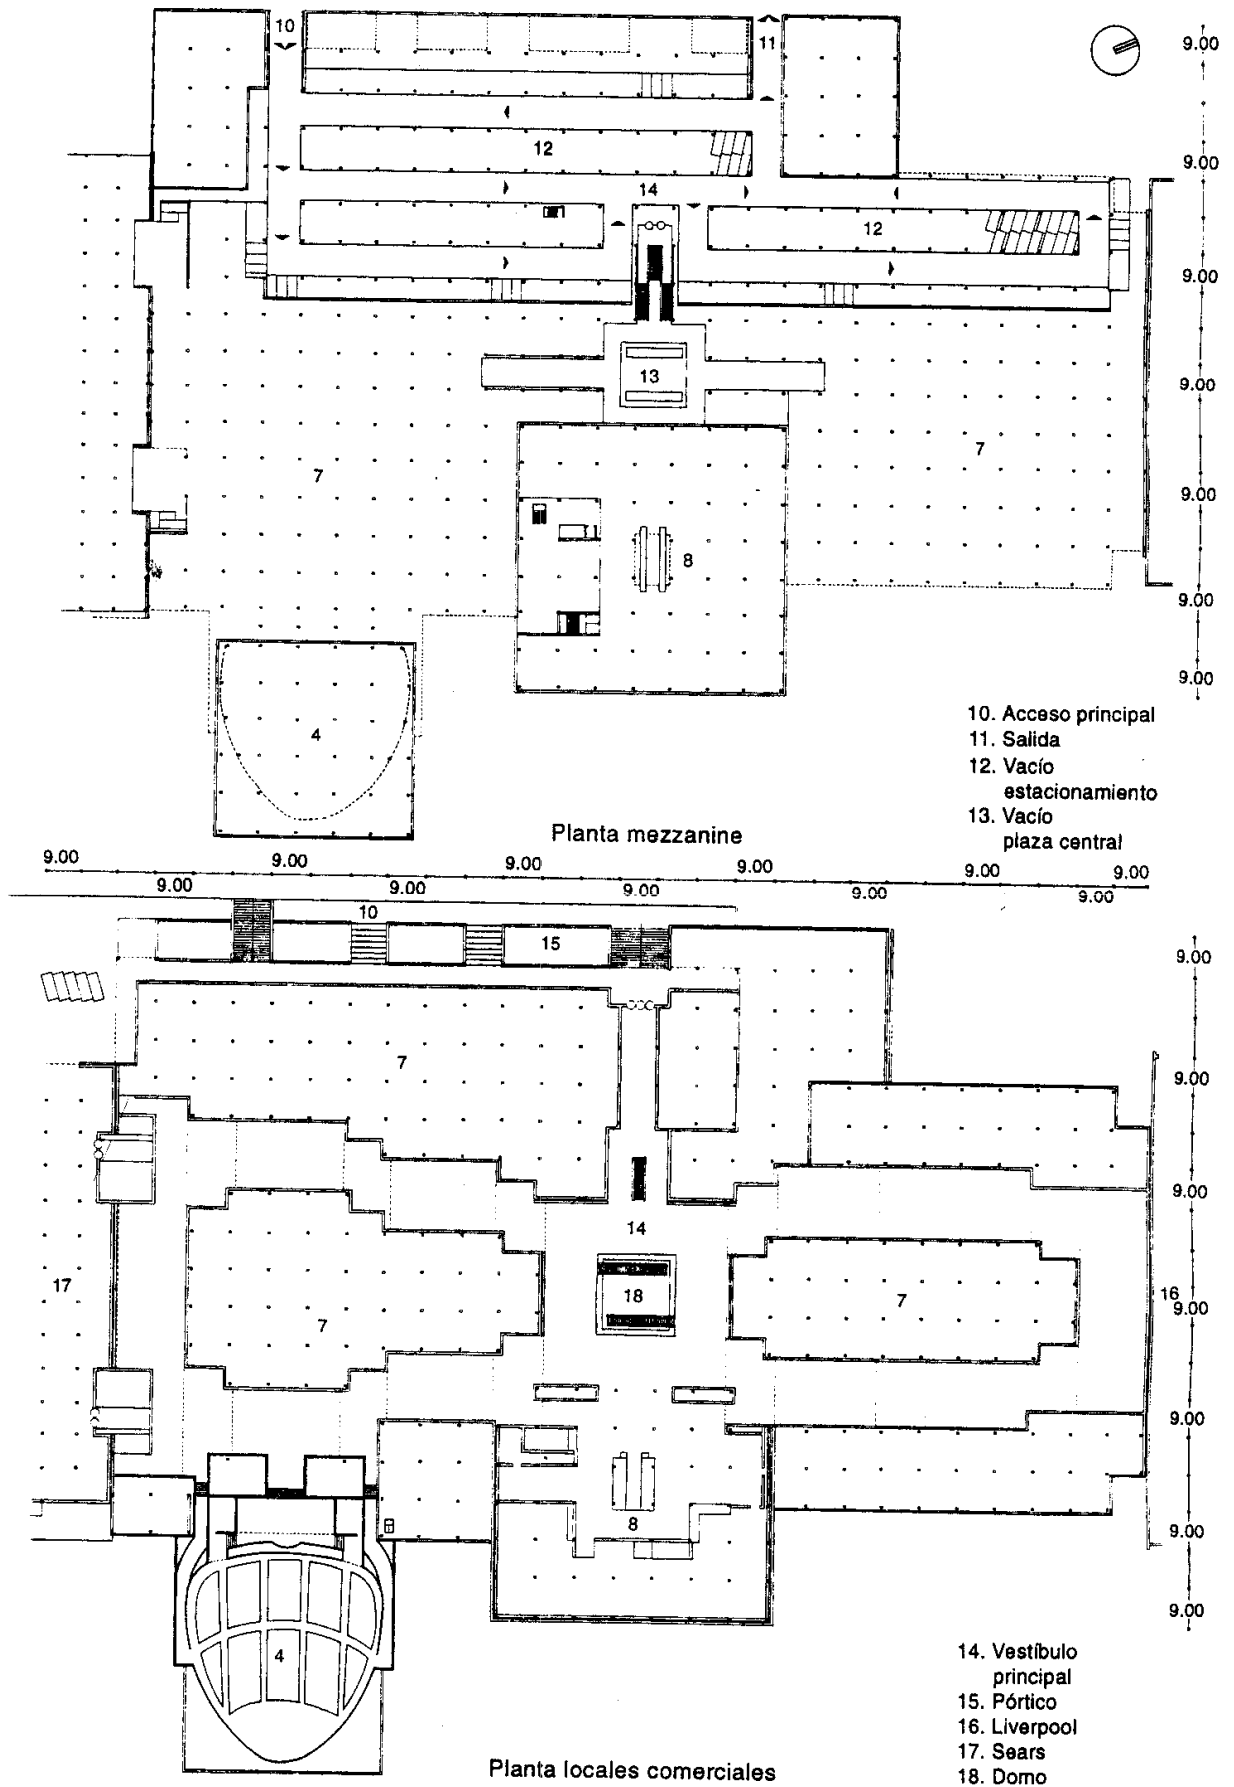 10
11
9.00
12
9.00
14
12
9.00
13
9.00
7
7
9.00
8
9.00
4
9.00
10. Acceso principal
11. Salida
12. Vacío
estacionamiento
13. Vacío
plaza central
Planta mezzanine
9.00 9.00 9.00 9.00 9.00 9.00
9.00 9.00 9.00 9.00 9.00
10
15
9.00
7
9.00
9.00
14
17
18
7
16
9.00
7
9.00
8
9.00
9.00
4
14. Vestíbulo
principal
15. Pórtico
16. Liverpool
17. Sears
18. Domo
Planta locales comerciales